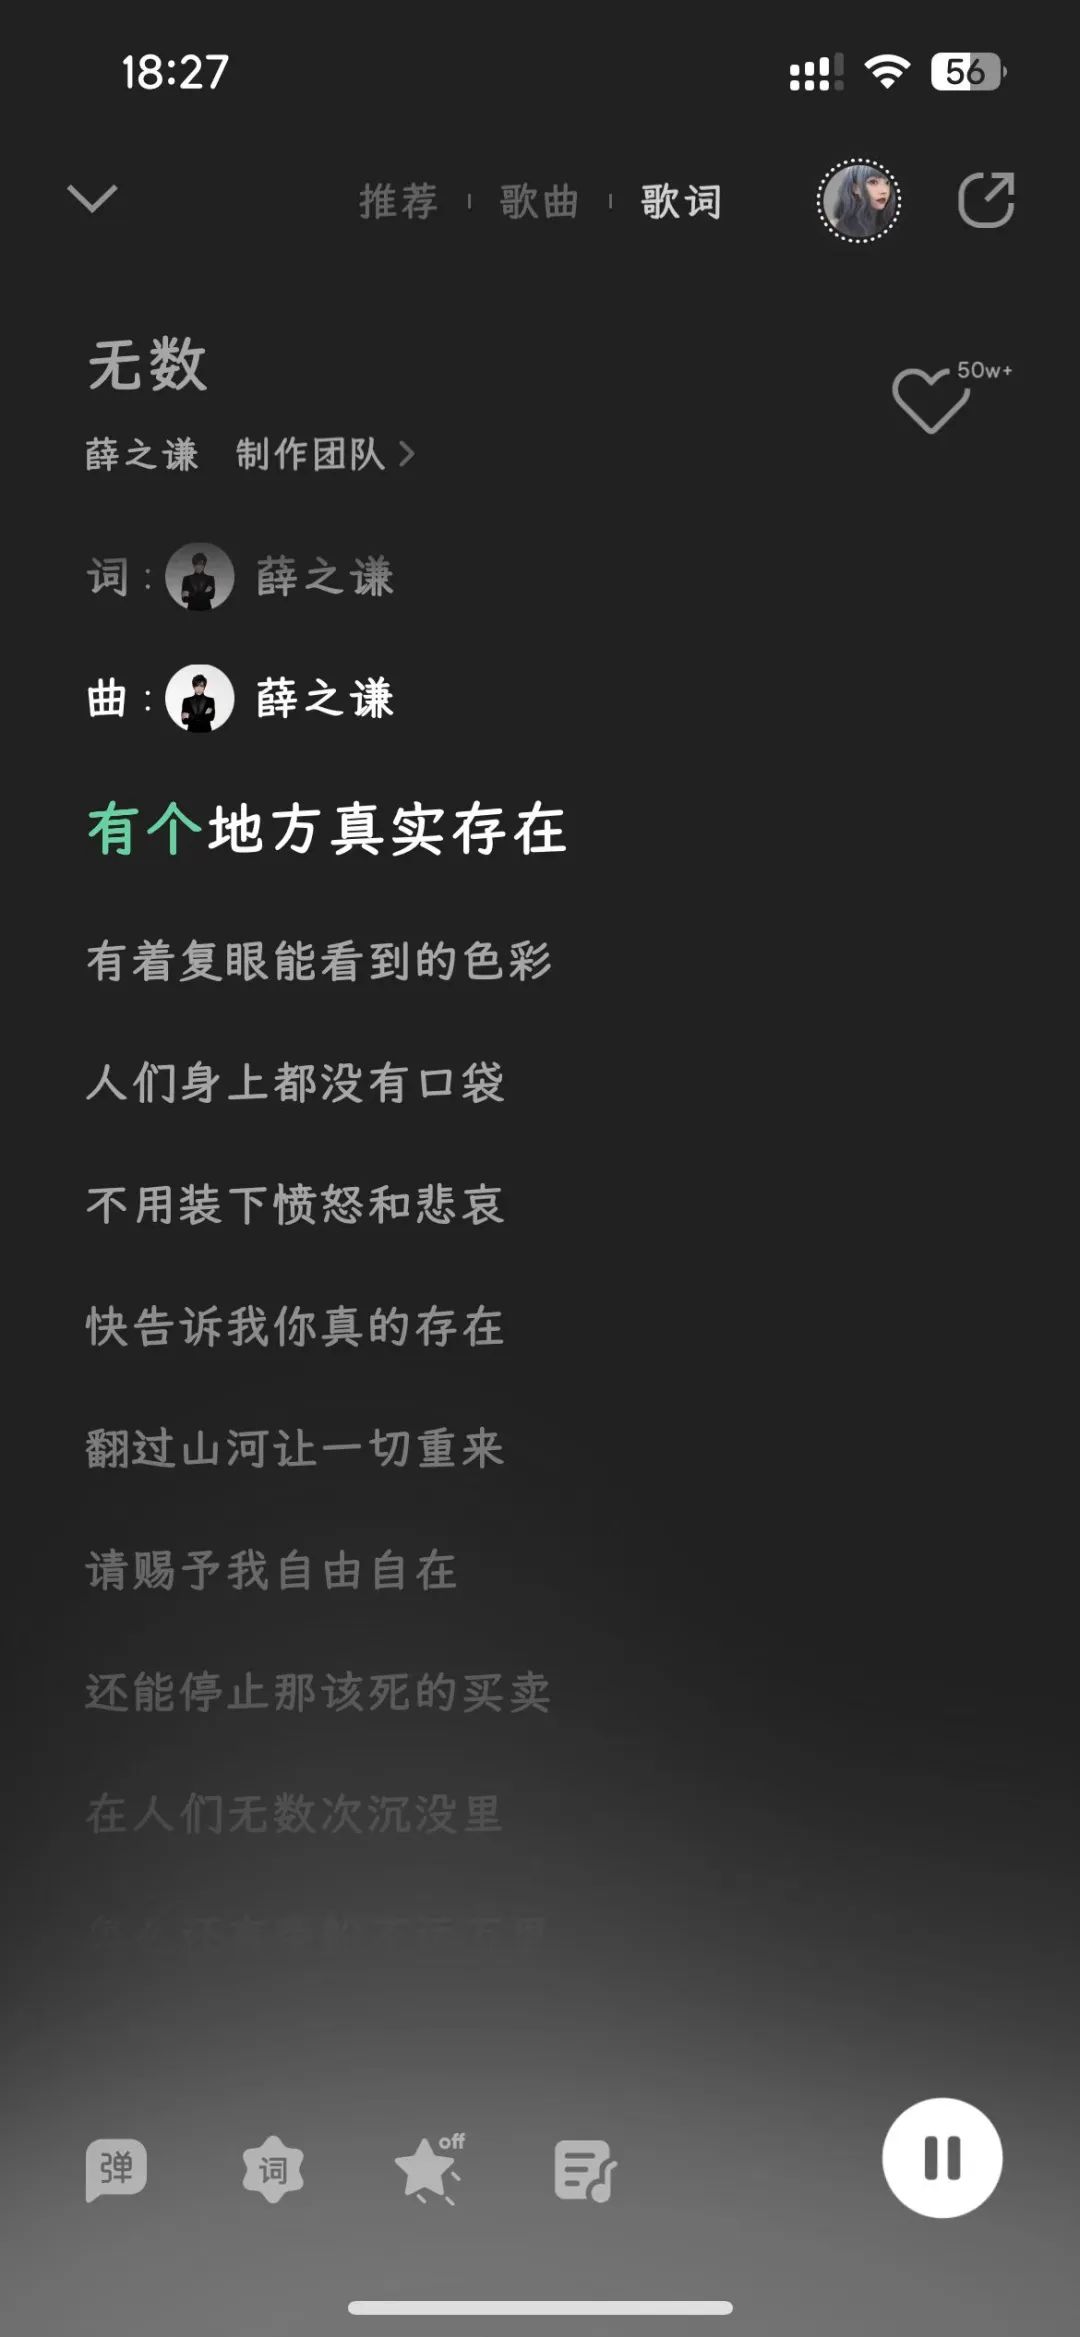 18:27
56
推荐 歌曲 歌词
无数
50w+
薛之谦 制作团队
词：薛之谦
曲：薛之谦
有个地方真实存在
有着复眼能看到的色彩
人们身上都没有口袋
不用装下愤怒和悲哀
快告诉我你真的存在
翻过山河让一切重来
请赐予我自由自在
还能停止那该死的买卖
在人们无数次沉没里
弹 词 off